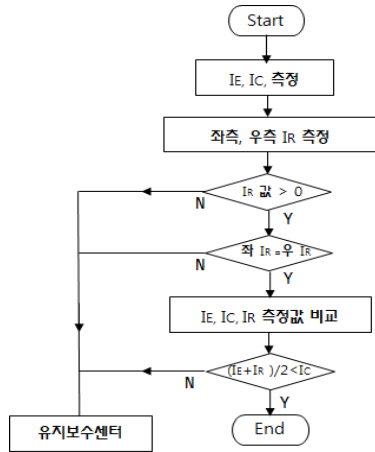 Start
IE, IC, 측정
좌측, 우측 IR 측정
IR 값 > 0
N
Y
좌 IR =우 IR
N
Y
IE, IC, IR 측정값 비교
(IE+IR )/2<IC
N
Y
유지보수센터
End